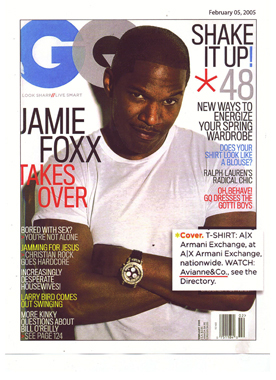 February 05, 2005
GQ
LOOK SHARP//LIVE SMART
SHAKE
IT UP!
*48
NEW WAYS TO
ENERGIZE
YOUR SPRING
WARDROBE
DOES YOUR
SHIRT LOOK LIKE
A BLOUSE?
RALPH LAUREN'S
RADICAL CHIC
OH, BEHAVE!
GQ DRESSES THE
GOTTI BOYS
JAMIE
FOXX
TAKES
OVER
BORED WITH SEX?
YOU'RE NOT ALONE
JAMMING FOR JESUS:
CHRISTIAN ROCK
GOES HARDCORE
INCREASINGLY
DESPERATE
HOUSEWIVES!
LARRY BIRD COMES
OUT SWINGING
MORE KINKY
QUESTIONS ABOUT
BILL O'REILLY
SEE PAGE 124
*Cover. T-SHIRT: A|X
Armani Exchange, at
A|X Armani Exchange,
nationwide. WATCH:
Avianne&Co., see the
Directory.